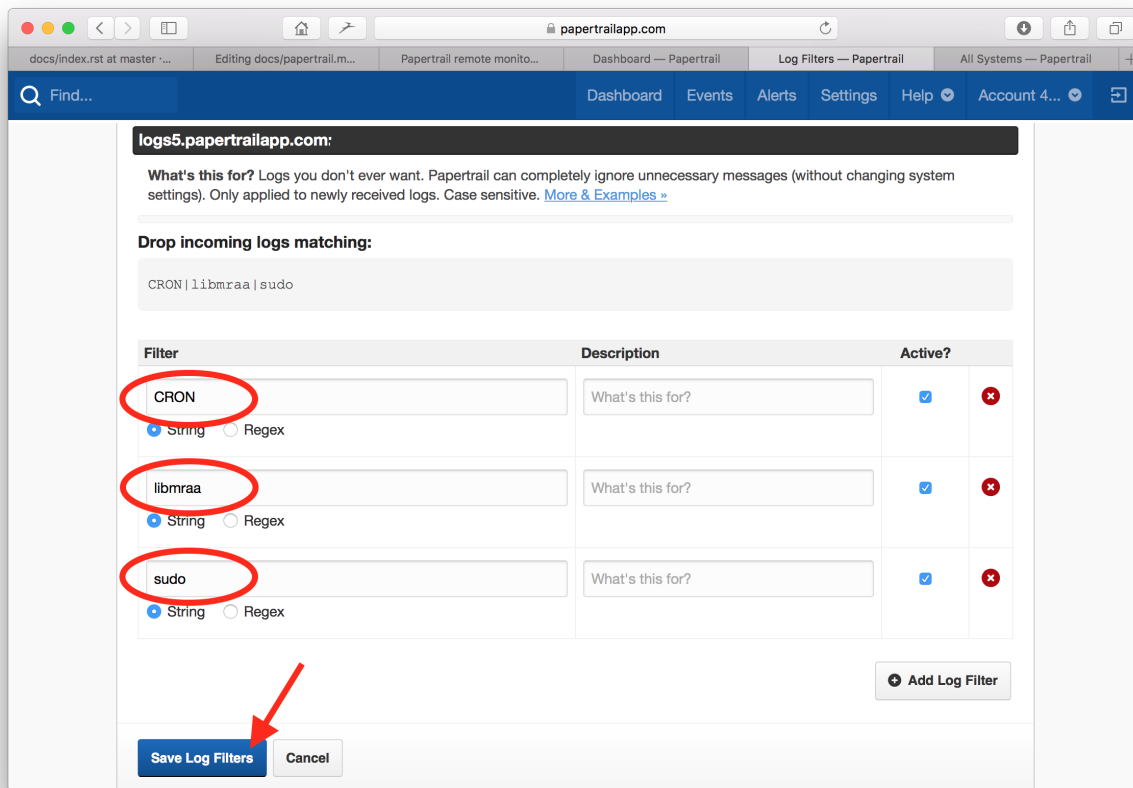 papertrailapp.com
docs/index.rst at master ·...
Editing docs/papertrail.m...
Papertrail remote monito...
Dashboard — Papertrail
Log Filters — Papertrail
All Systems — Papertrail
Find...
Dashboard
Events
Alerts
Settings
Help
Account 4...
logs5.papertrailapp.com:
What's this for? Logs you don't ever want. Papertrail can completely ignore unnecessary messages (without changing system
settings). Only applied to newly received logs. Case sensitive. More & Examples »
Drop incoming logs matching:
CRON|libmraa|sudo
Filter Description Active?
CRON What's this for?
String Regex
libmraa What's this for?
String Regex
sudo What's this for?
String Regex
Add Log Filter
Save Log Filters Cancel